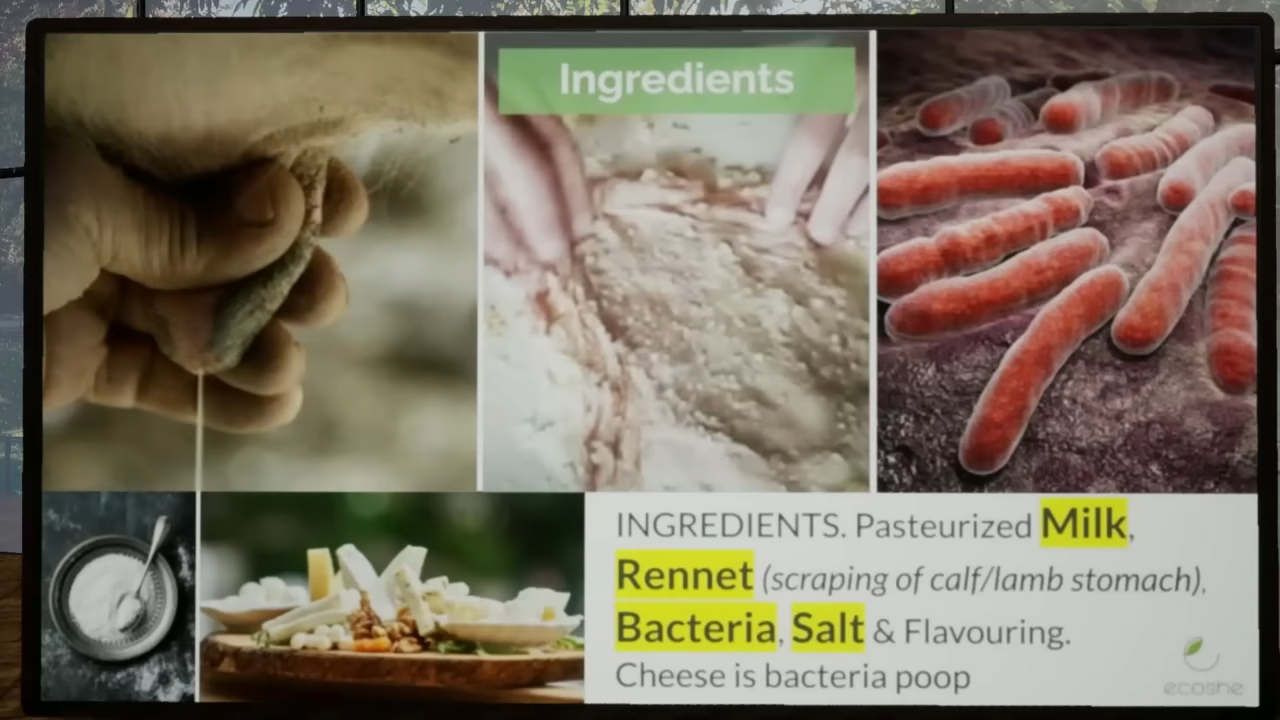 Ingredients
INGREDIENTS. Pasteurized Milk,
Rennet (scraping of calf/lamb stomach),
Bacteria, Salt & Flavouring.
Cheese is bacteria poop
ecoshe